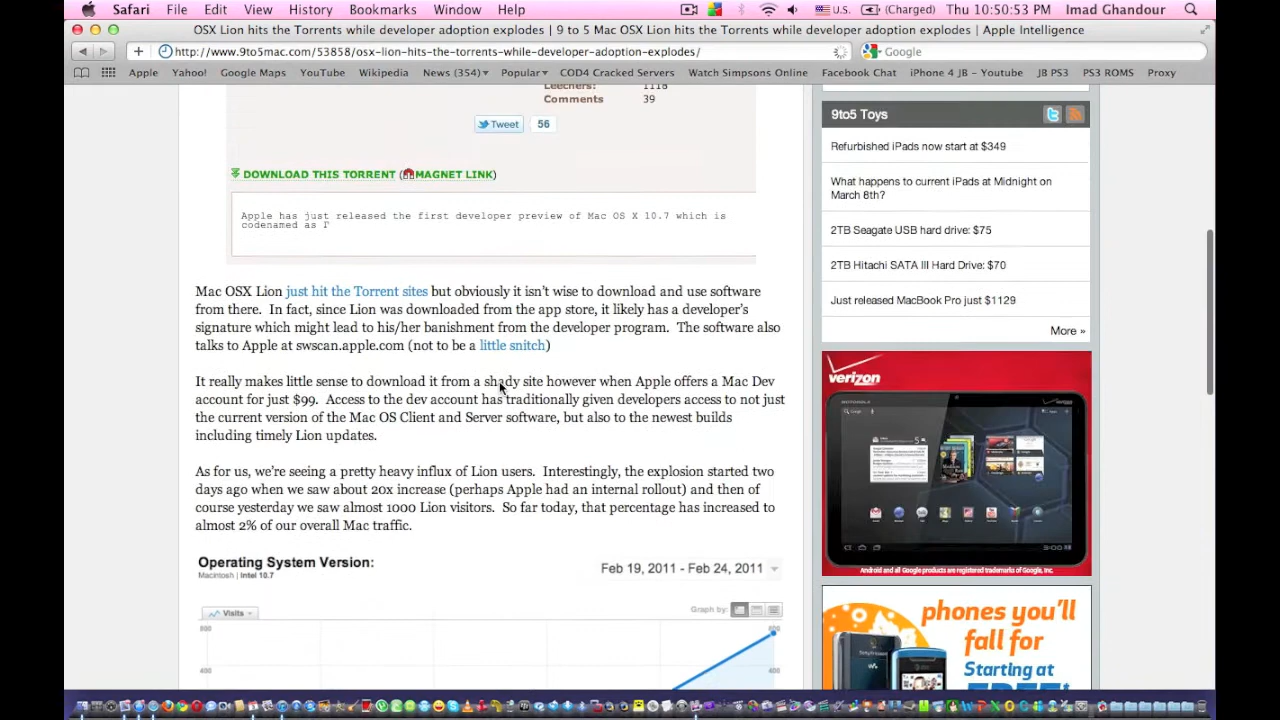 Safari File Edit View History Bookmarks Window Help U.S. (Charged) Thu 10:50:53 PM Imad Ghandour
OSX Lion hits the Torrents while developer adoption explodes | 9 to 5 Mac OSX Lion hits the Torrents while developer adoption explodes | Apple Intelligence
http://www.9to5mac.com/53858/osx-lion-hits-the-torrents-while-developer-adoption-explodes/ Google
Apple Yahoo! Google Maps YouTube Wikipedia News (354) Popular COD4 Cracked Servers Watch Simpsons Online Facebook Chat iPhone 4 JB - Youtube JB PS3 PS3 ROMS Proxy
Leechers: 1118
Comments 39
Tweet 56
DOWNLOAD THIS TORRENT (MAGNET LINK)
Apple has just released the first developer preview of Mac OS X 10.7 which is
codenamed as
Mac OSX Lion just hit the Torrent sites but obviously it isn't wise to download and use software
from there. In fact, since Lion was downloaded from the app store, it likely has a developer's
signature which might lead to his/her banishment from the developer program. The software also
talks to Apple at swscan.apple.com (not to be a little snitch)
It really makes little sense to download it from a shady site however when Apple offers a Mac Dev
account for just $99. Access to the dev account has traditionally given developers access to not just
the current version of the Mac OS Client and Server software, but also to the newest builds
including timely Lion updates.
As for us, we're seeing a pretty heavy influx of Lion users. Interestingly, the explosion started two
days ago when we saw about 20x increase (perhaps Apple had an internal rollout) and then of
course yesterday we saw almost 1000 Lion visitors. So far today, that percentage has increased to
almost 2% of our overall Mac traffic.
Operating System Version:
Macintosh | Intel 10.7
Feb 19, 2011 - Feb 24, 2011
Visits
Graph by:
400 400
9to5 Toys
Refurbished iPads now start at $349
What happens to current iPads at Midnight on
March 8th?
2TB Seagate USB hard drive: $75
2TB Hitachi SATA III Hard Drive: $70
Just released MacBook Pro just $1129
More »
verizon
MOTOROLA
3:00
Android and all Google products are registered trademarks of Google, Inc.
phones you'll
fall for
Starting at
FREE*